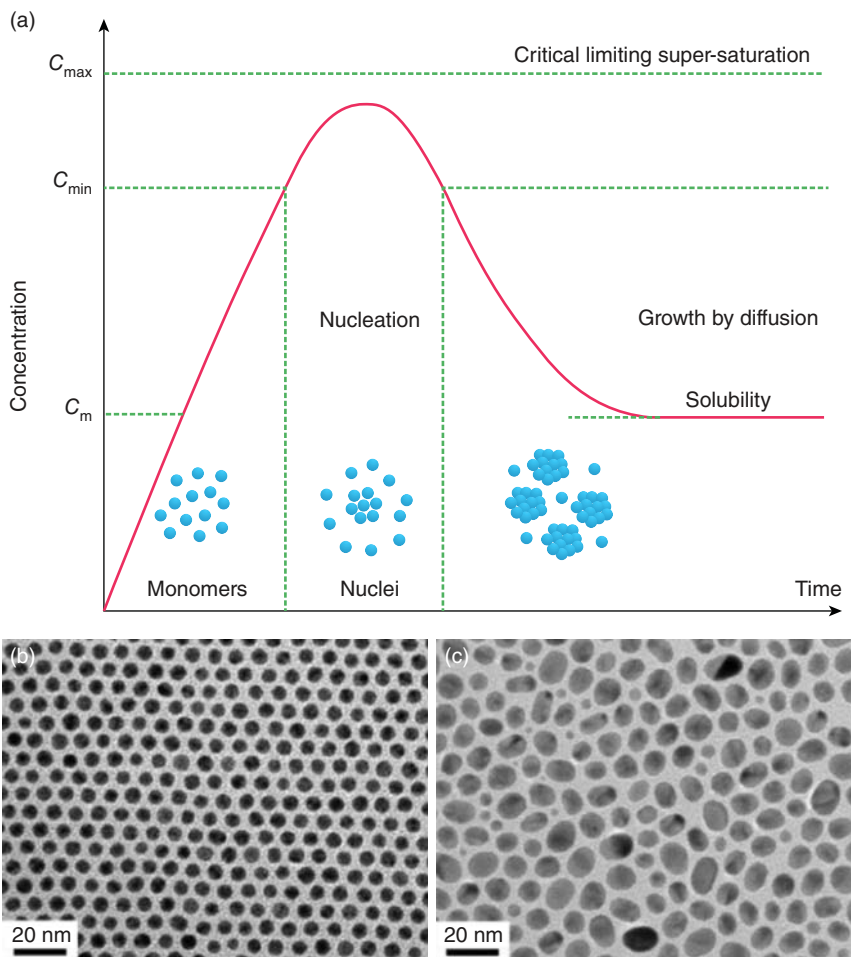 (a)
Critical limiting super-saturation
Cmax
Cmin
Nucleation
Growth by diffusion
Concentration
Cm
Solubility
Monomers
Nuclei
Time
(b)
(c)
20 nm
20 nm